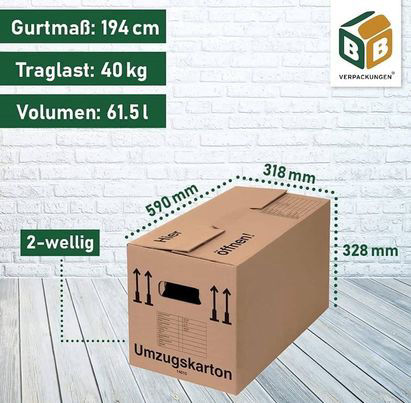 Gurtmaß: 194 cm
Traglast: 40 kg
Volumen: 61.5 l
BB
VERPACKUNGEN®
590 mm
318 mm
328 mm
2-wellig
Hier
öffnen!
Umzugskarton